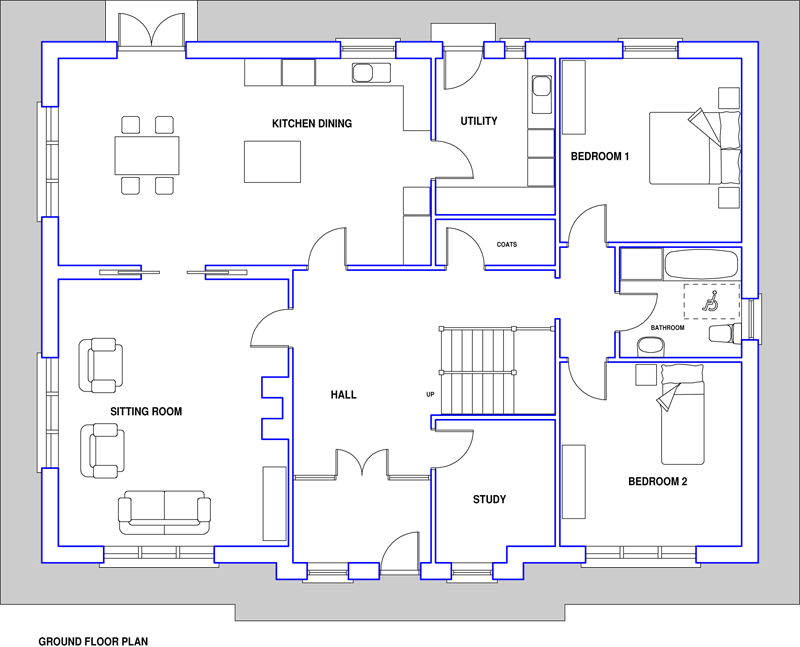 KITCHEN DINING
UTILITY
BEDROOM 1
COATS
BATHROOM
SITTING ROOM
HALL
UP
STUDY
BEDROOM 2
GROUND FLOOR PLAN